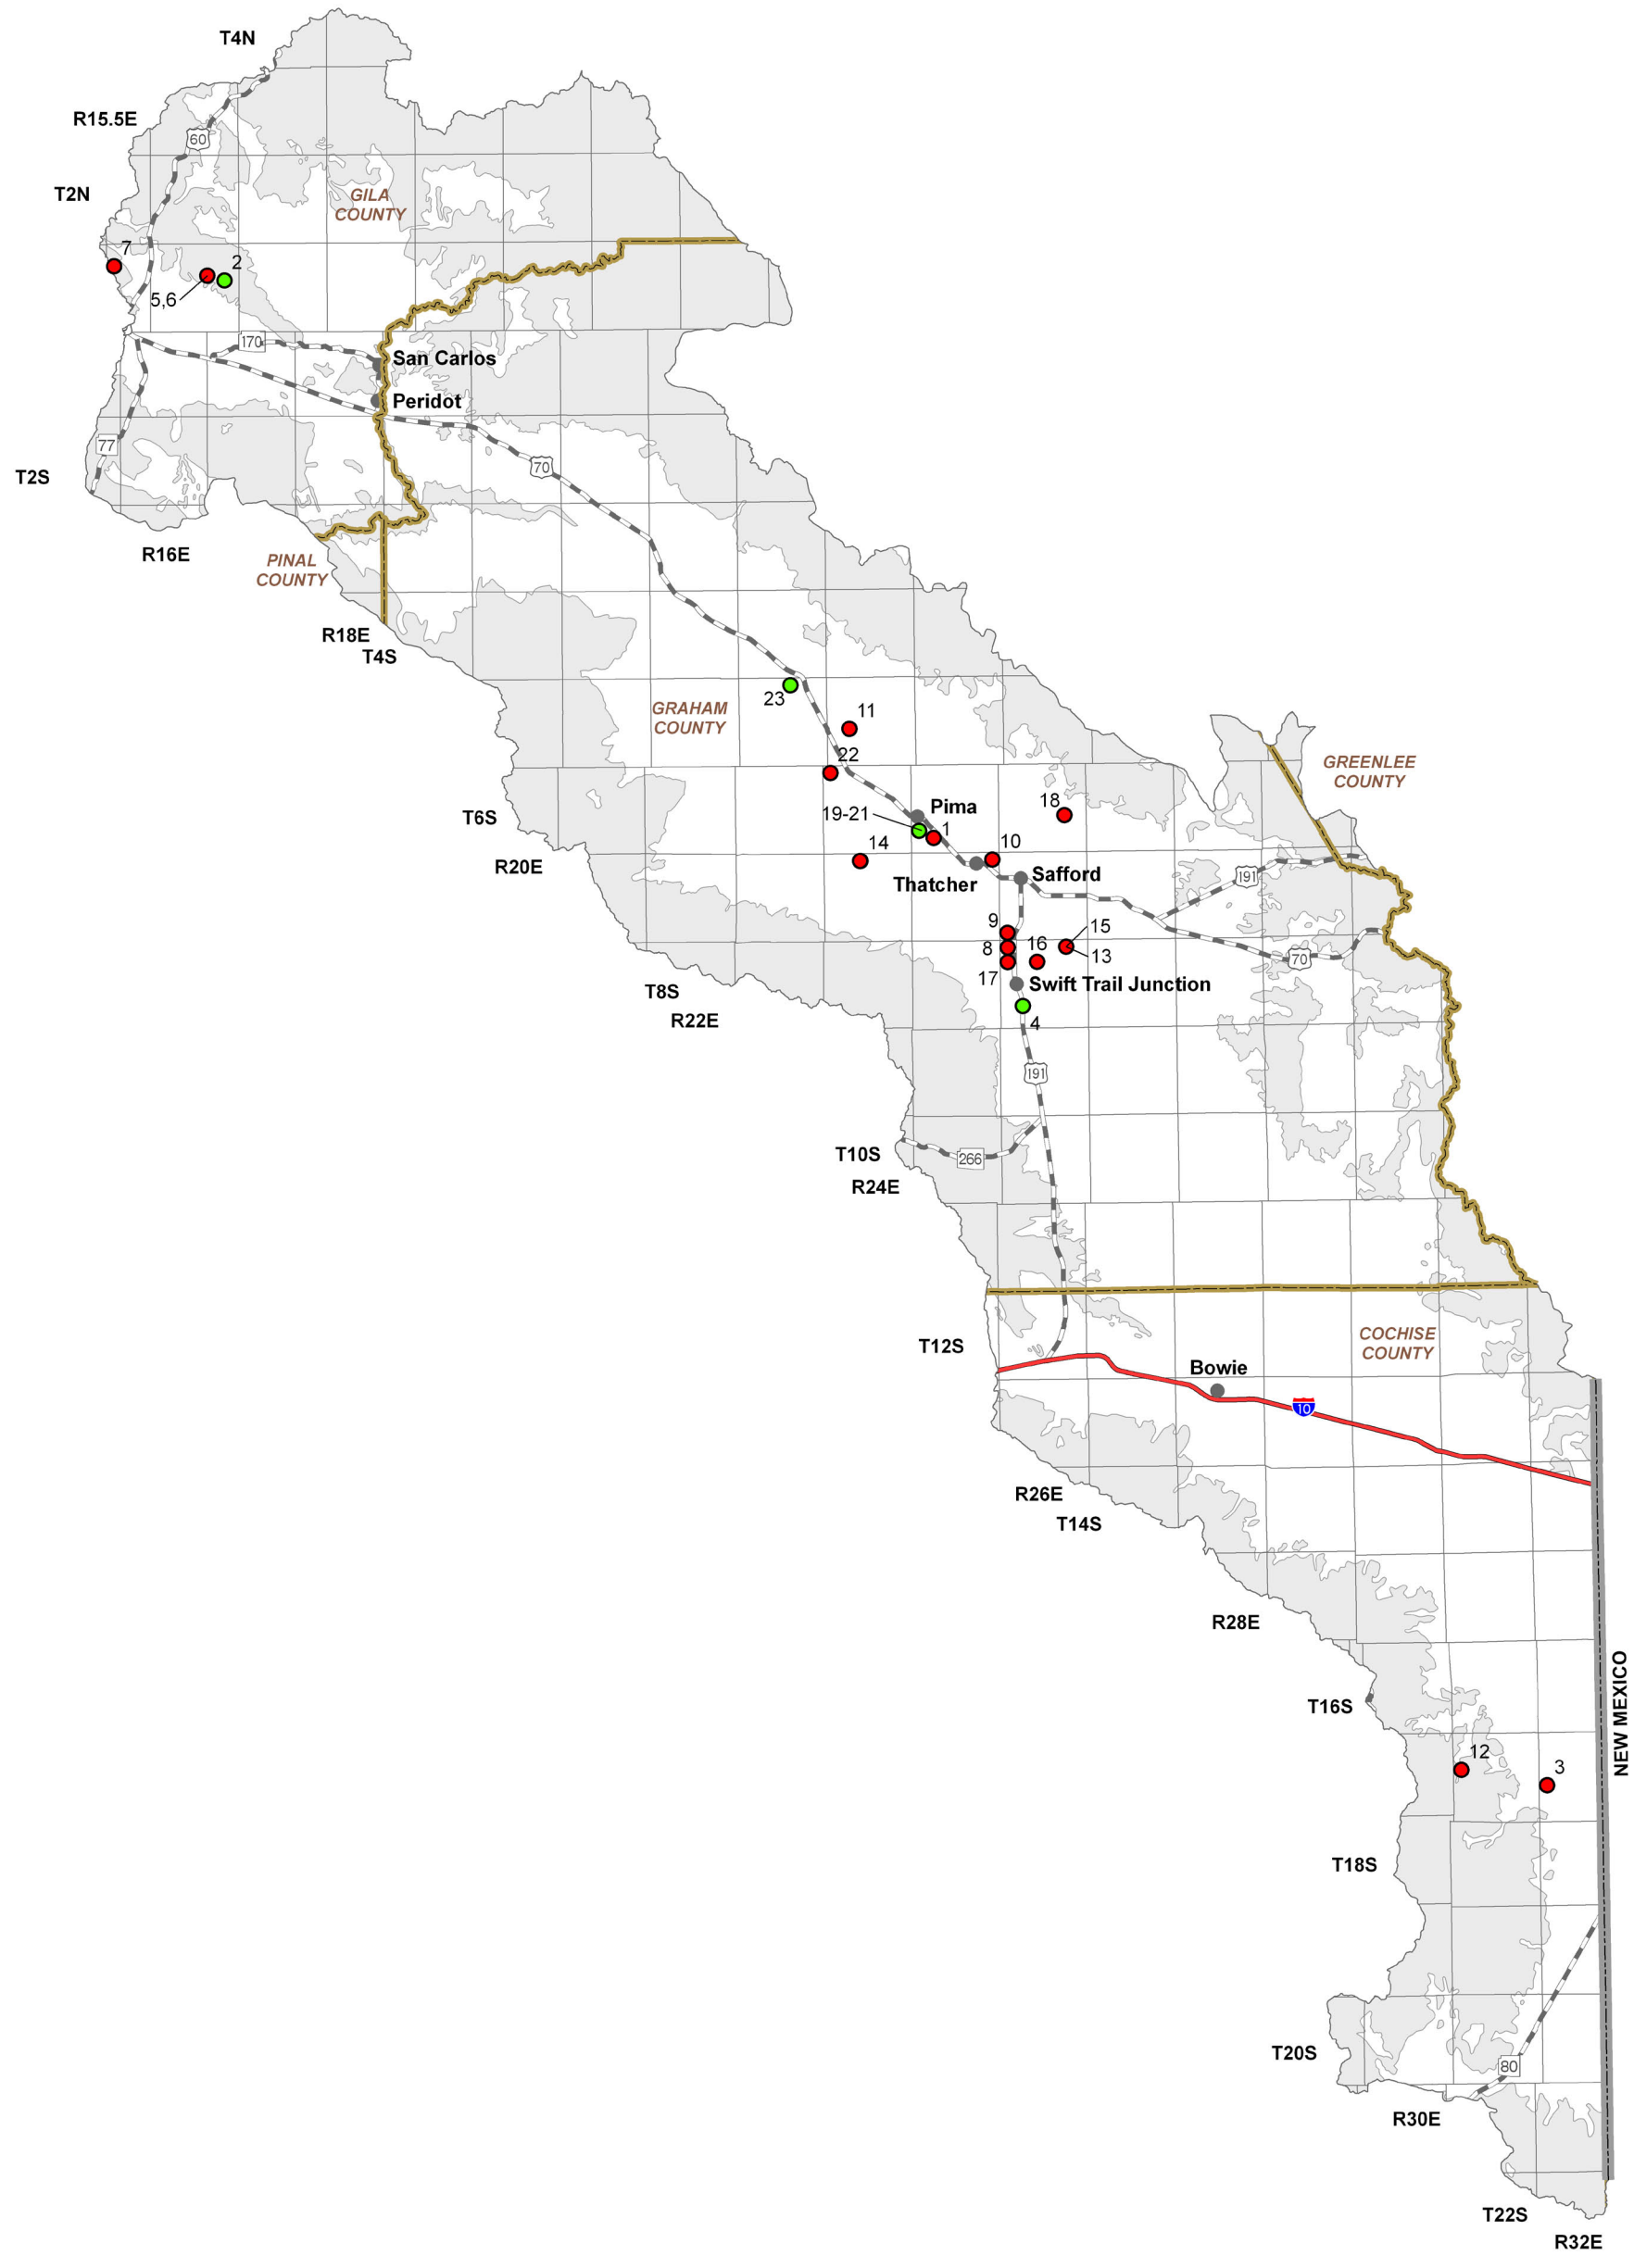 T4N
R15.5E
60
T2N
GILA
COUNTY
7
2
5,6
170
San Carlos
Peridot
77
70
T2S
R16E
PINAL
COUNTY
R18E
T4S
23
GRAHAM
COUNTY
11
22
GREENLEE
COUNTY
18
Pima
19-21
1
T6S
14
10
R20E
Thatcher
Safford
191
9
15
16
8
13
70
17
Swift Trail Junction
T8S
R22E
4
191
T10S
266
R24E
COCHISE
COUNTY
T12S
Bowie
10
R26E
T14S
R28E
NEW MEXICO
T16S
12
3
T18S
T20S
80
R30E
T22S
R32E